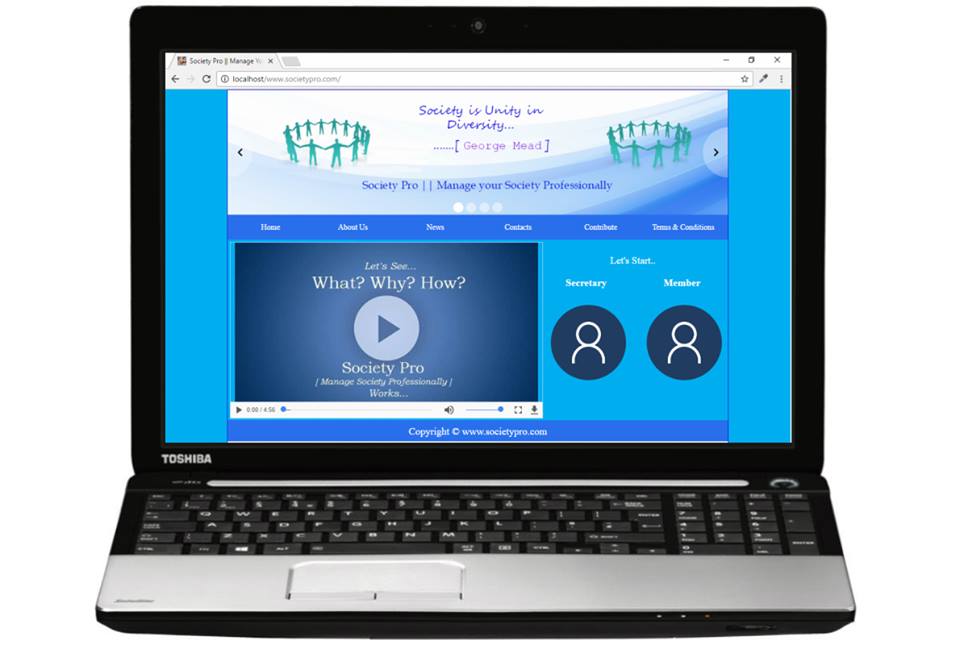 Society Pro || Manage Yo
localhost/www.societypro.com/
Society is Unity in
Diversity...
.......[ George Mead ]
Society Pro || Manage your Society Professionally
Home About Us News Contacts Contribute Terms & Conditions
Let's See...
What? Why? How?
Society Pro
[ Manage Society Professionally ]
Works...
0:00 / 4:56
Let's Start..
Secretary Member
Copyright © www.societypro.com
TOSHIBA
Q W E R T Y U I O P
A S D F G H J K L
Z X C V B N M